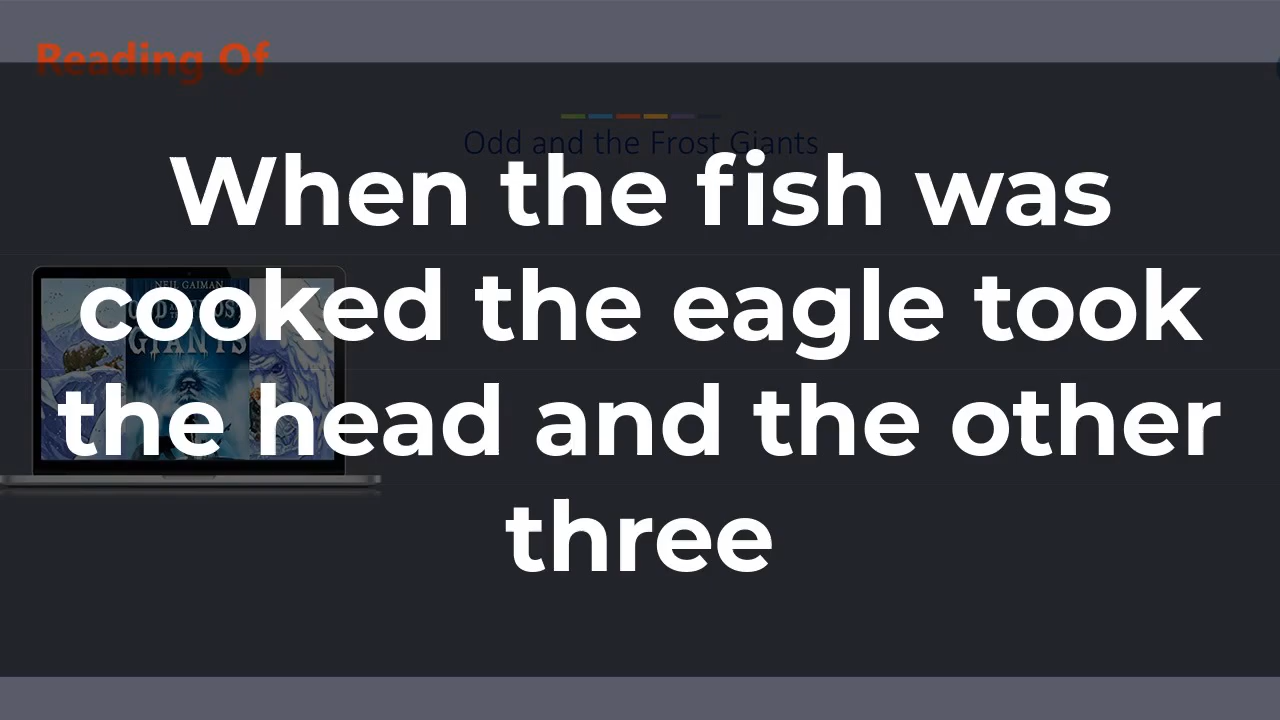 Reading Of
Odd and the Frost Giants
When the fish was
cooked the eagle took
the head and the other
three
NEIL GAIMAN
GIANTS